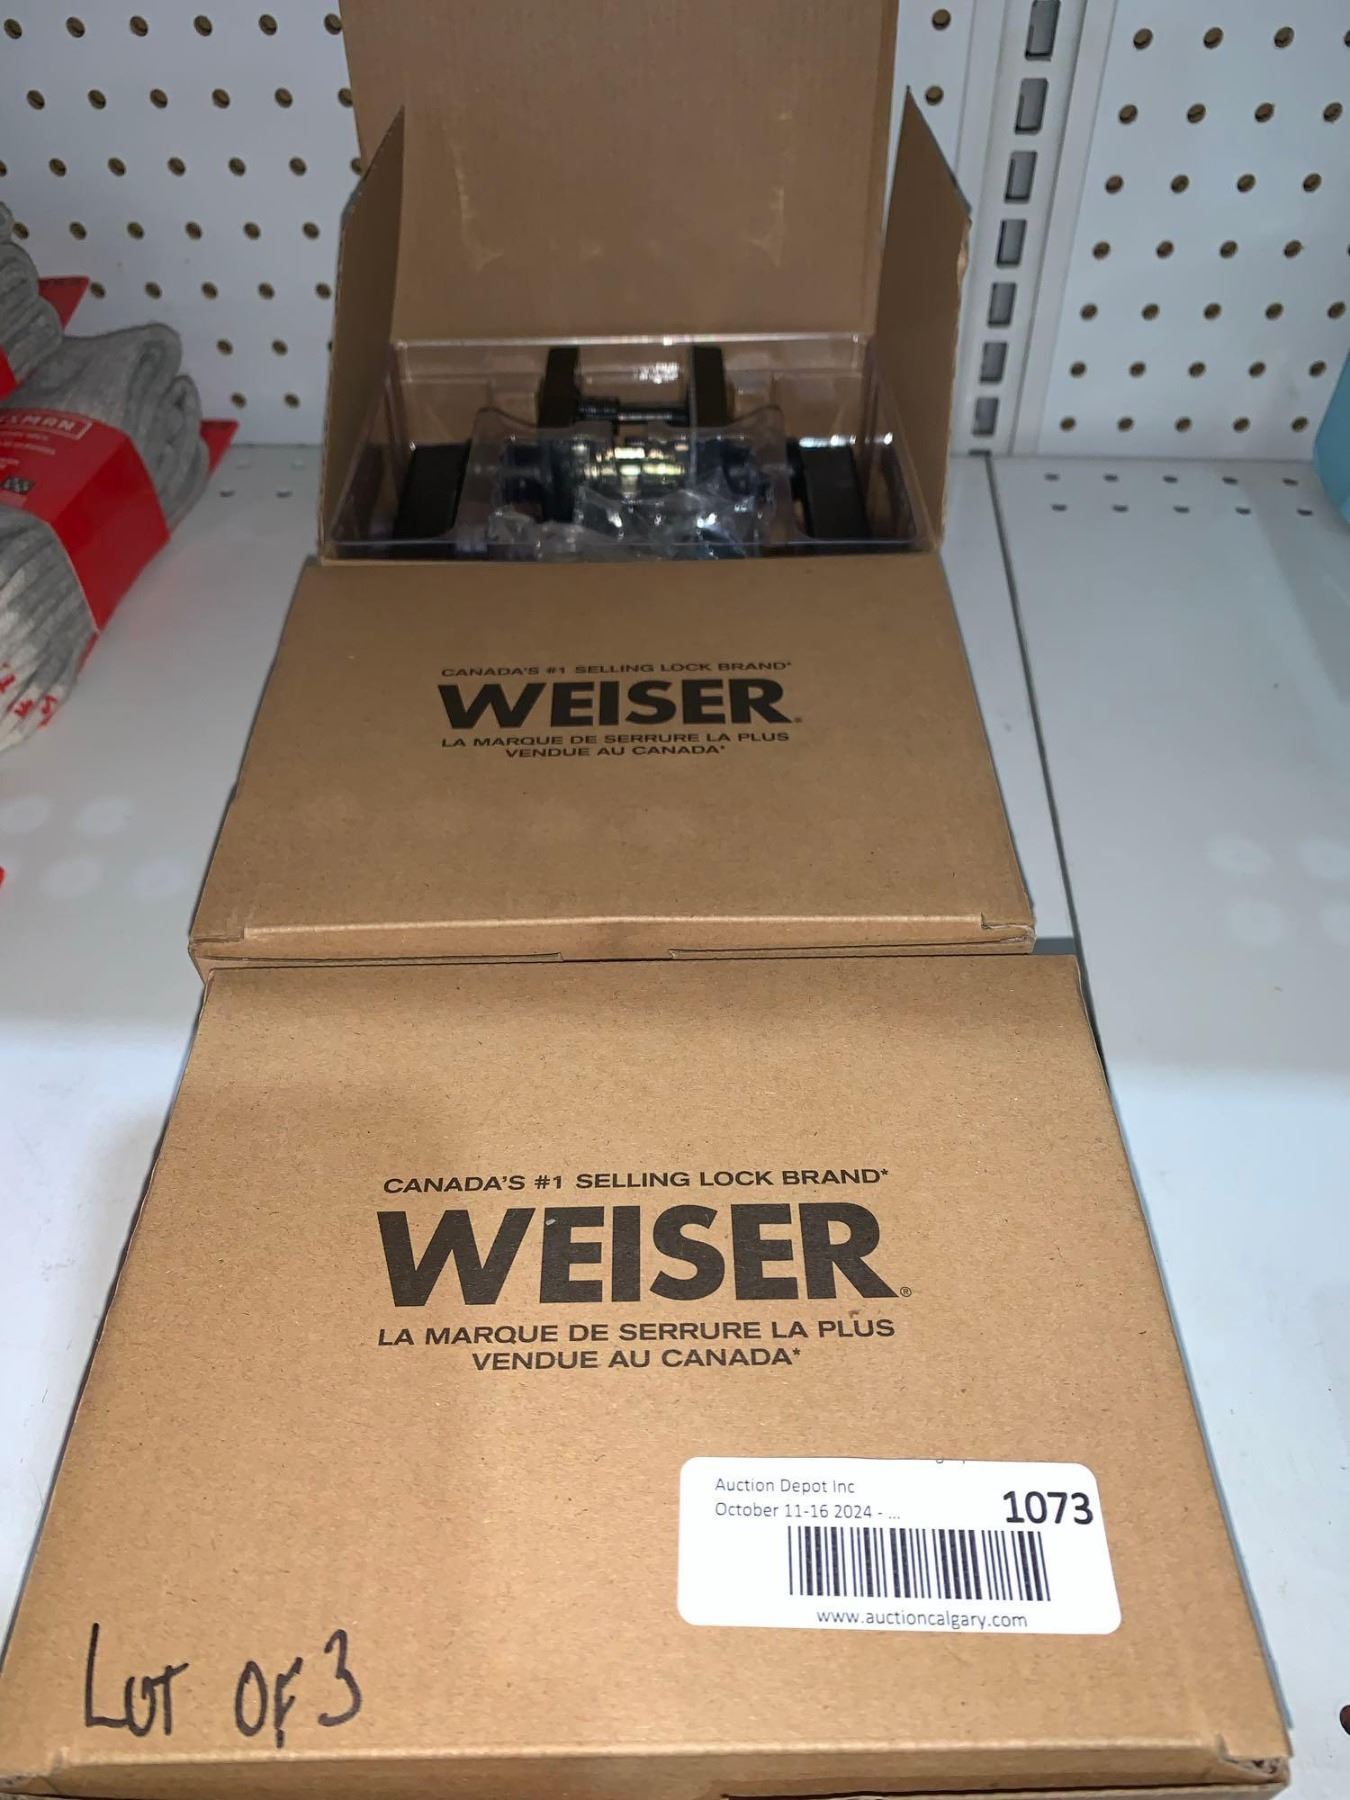 XMAN
CANADA'S #1 SELLING LOCK BRAND*
WEISER®
LA MARQUE DE SERRURE LA PLUS
VENDUE AU CANADA*
CANADA'S #1 SELLING LOCK BRAND*
WEISER®
LA MARQUE DE SERRURE LA PLUS
VENDUE AU CANADA*
Auction Depot Inc
October 11-16 2024 - ...
1073
www.auctioncalgary.com
LOT OF 3